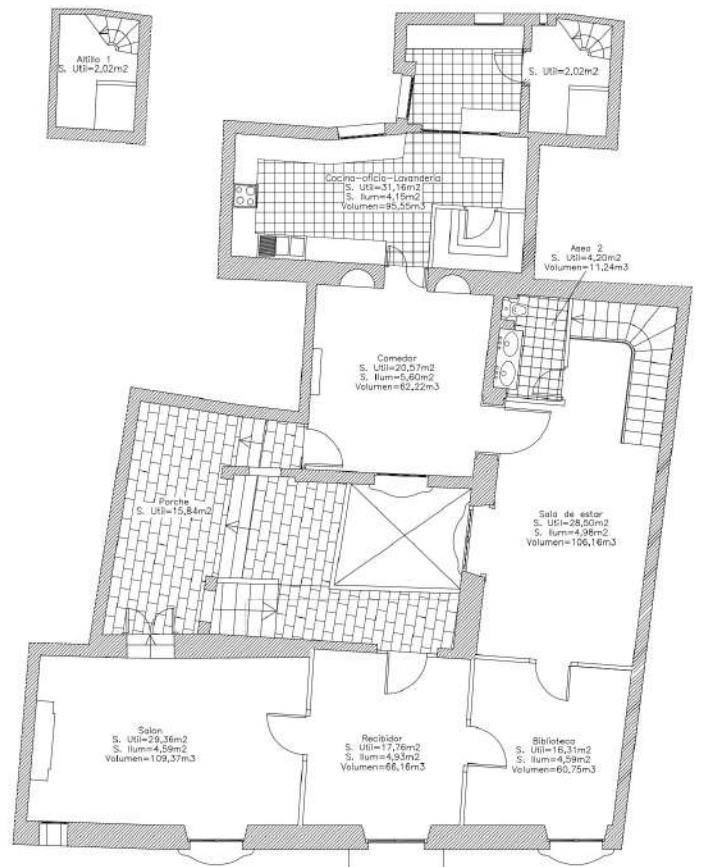 Altillo 1
S. Util=2,02m2
S. Util=2,02m2
Cocina-oficio-Lavanderia
S. Util=31,16m2
S. Ilum=4,15m2
Volumen=95,55m3
Aseo 2
S. Util=4,20m2
Volumen=11,24m3
Comedor
S. Util=20,57m2
S. Ilum=5,60m2
Volumen=62,22m3
Porche
S. Util=15,84m2
Sala de estar
S. Util=28,50m2
S. Ilum=4,98m2
Volumen=106,16m3
Salon
S. Util=29,36m2
S. Ilum=4,59m2
Volumen=109,37m3
Recibidor
S. Util=17,76m2
S. Ilum=4,93m2
Volumen=66,16m3
Biblioteca
S. Util=16,31m2
S. Ilum=4,59m2
Volumen=60,75m3